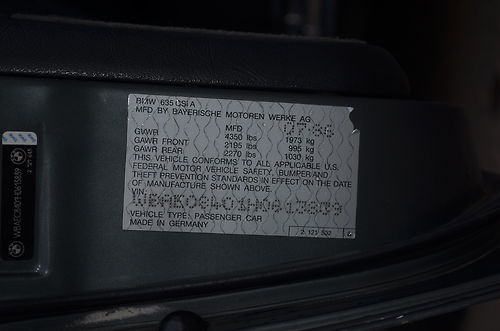 BMW 635 CSI A
MFD. BY BAYERISCHE MOTOREN WERKE AG
MFD 07·88
GVWR 4350 lbs 1973 kg
GAWR FRONT 2195 lbs 995 kg
GAWR REAR 2270 lbs 1030 kg
THIS VEHICLE CONFORMS TO ALL APPLICABLE U.S.
FEDERAL MOTOR VEHICLE SAFETY, BUMPER AND
THEFT PREVENTION STANDARDS IN EFFECT ON THE DATE
OF MANUFACTURE SHOWN ABOVE.
VEHICLE TYPE: PASSENGER CAR
MADE IN GERMANY
BMW
BMW